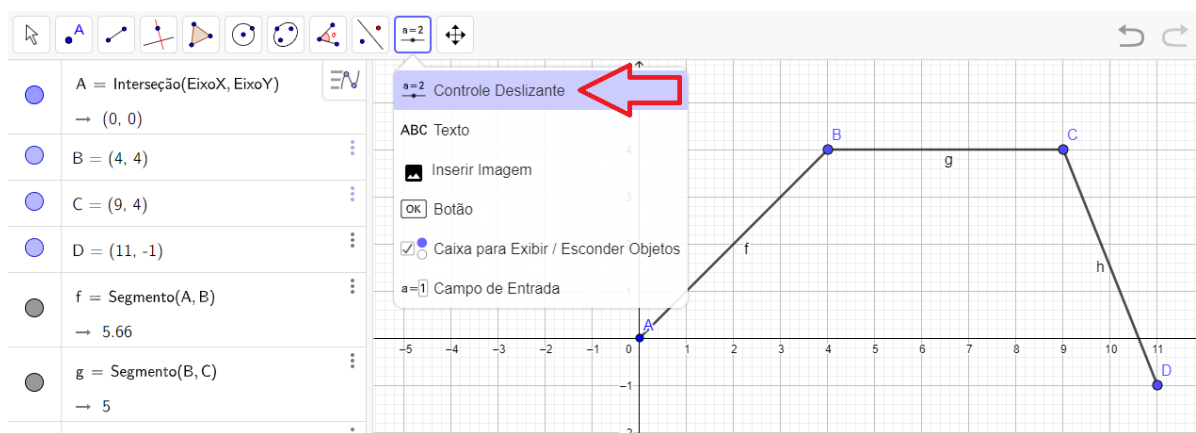 A
a=2
A = Interseção(EixoX, EixoY)
→ (0, 0)
B = (4, 4)
C = (9, 4)
D = (11, -1)
f = Segmento(A, B)
→ 5.66
g = Segmento(B, C)
→ 5
a=2 Controle Deslizante
ABC Texto
Inserir Imagem
OK Botão
Caixa para Exibir / Esconder Objetos
a=1 Campo de Entrada
B
C
g
4
3
f
h
1
A
–5 –4 –3 –2 –1 0 1 2 3 4 5 6 7 8 9 10 11
D
–1
–2